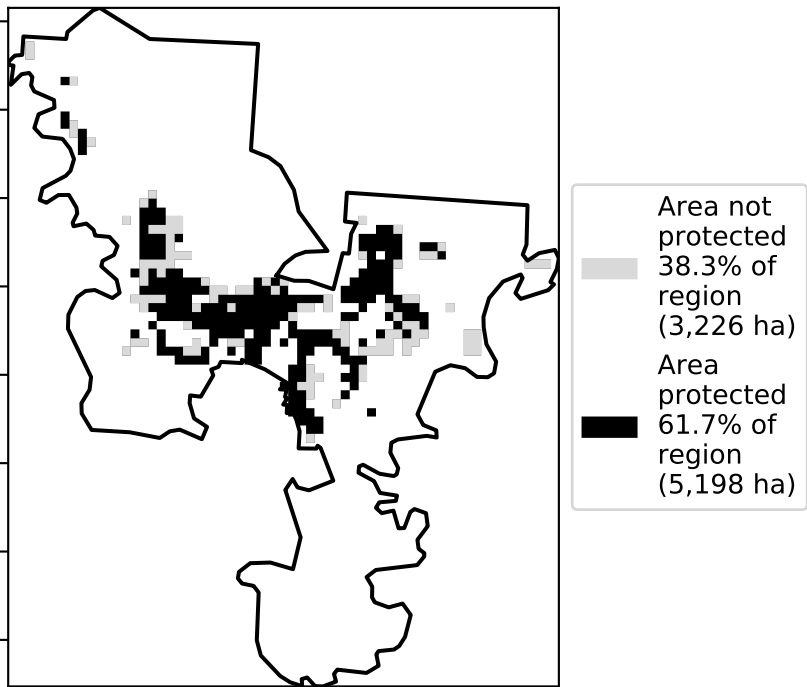 Area not
protected
38.3% of
region
(3,226 ha)
Area
protected
61.7% of
region
(5,198 ha)